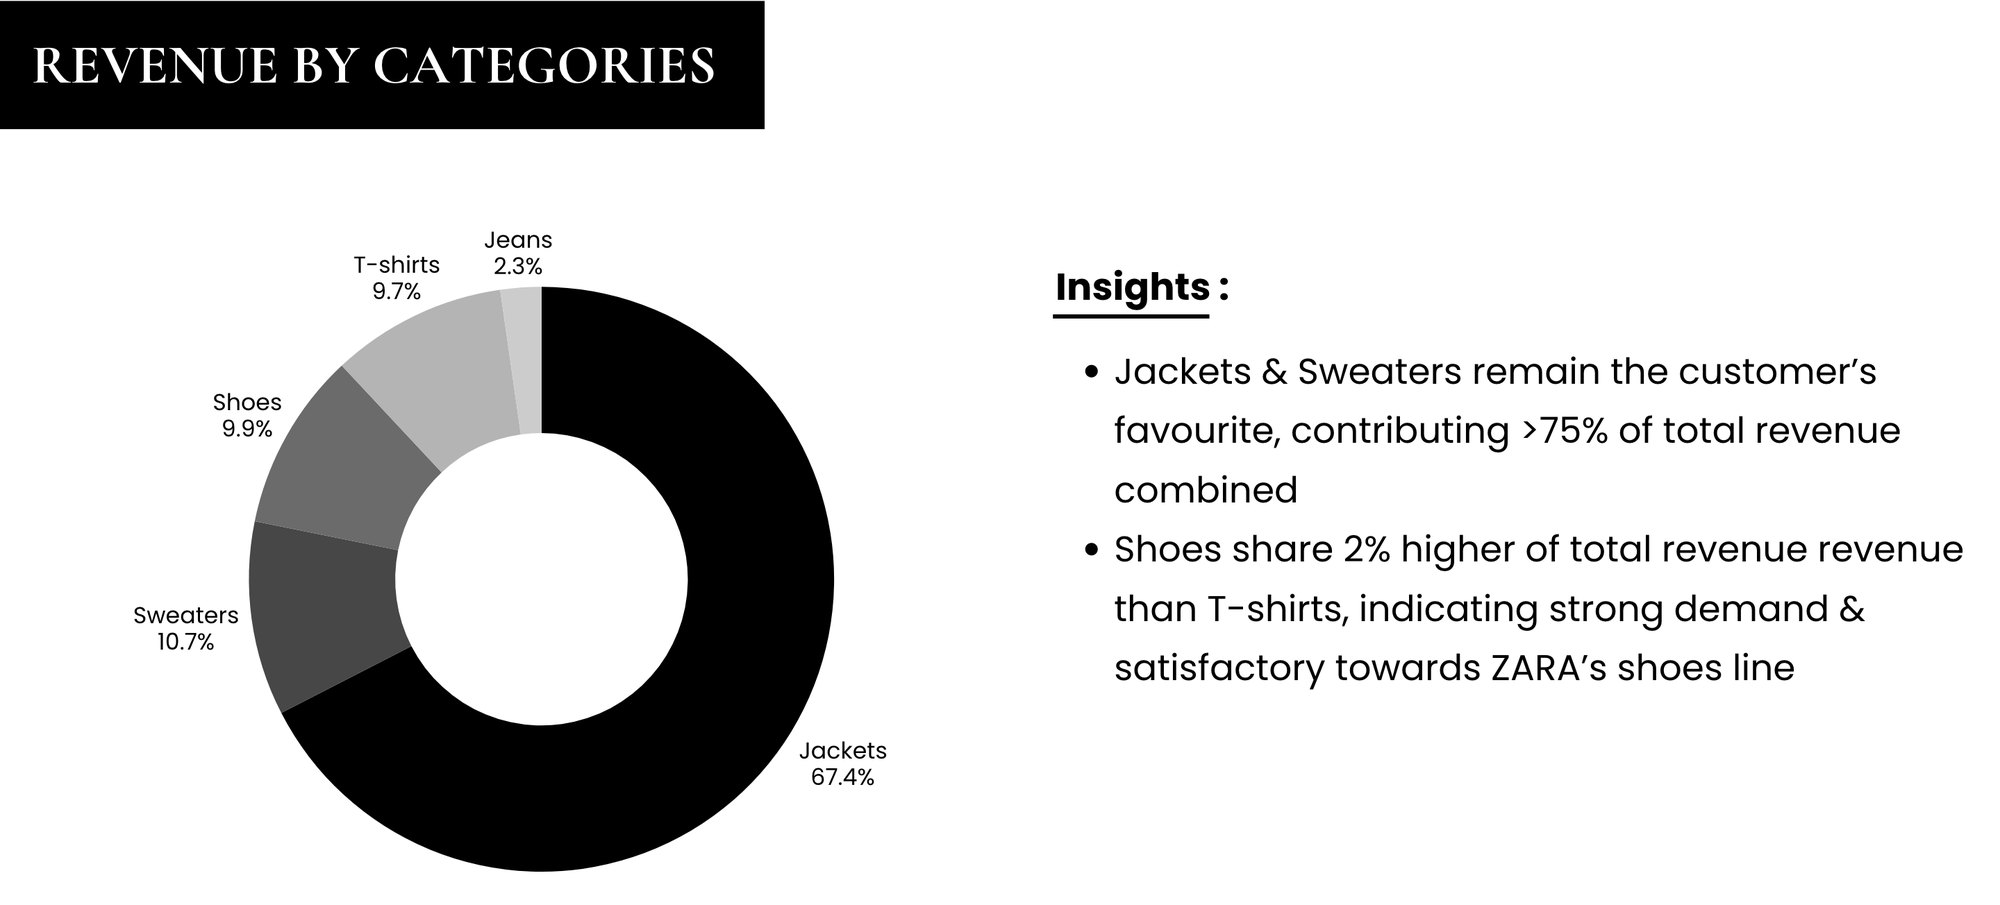 REVENUE BY CATEGORIES
Jeans
2.3%
T-shirts
9.7%
Shoes
9.9%
Sweaters
10.7%
Jackets
67.4%
Insights :
• Jackets & Sweaters remain the customer’s
favourite, contributing >75% of total revenue
combined
• Shoes share 2% higher of total revenue revenue
than T-shirts, indicating strong demand &
satisfactory towards ZARA’s shoes line